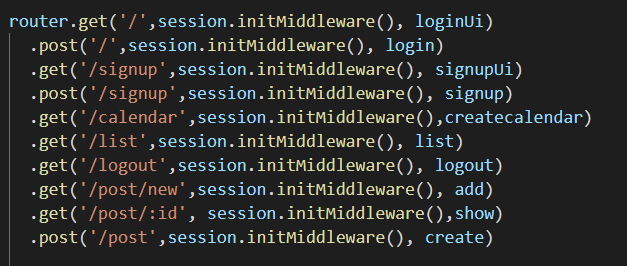 router.get('/',session.initMiddleware(), loginUi)
.post('/',session.initMiddleware(), login)
.get('/signup',session.initMiddleware(), signupUi)
.post('/signup',session.initMiddleware(), signup)
.get('/calendar',session.initMiddleware(),createcalendar)
.get('/list',session.initMiddleware(), list)
.get('/logout',session.initMiddleware(), logout)
.get('/post/new',session.initMiddleware(), add)
.get('/post/:id', session.initMiddleware(),show)
.post('/post',session.initMiddleware(), create)